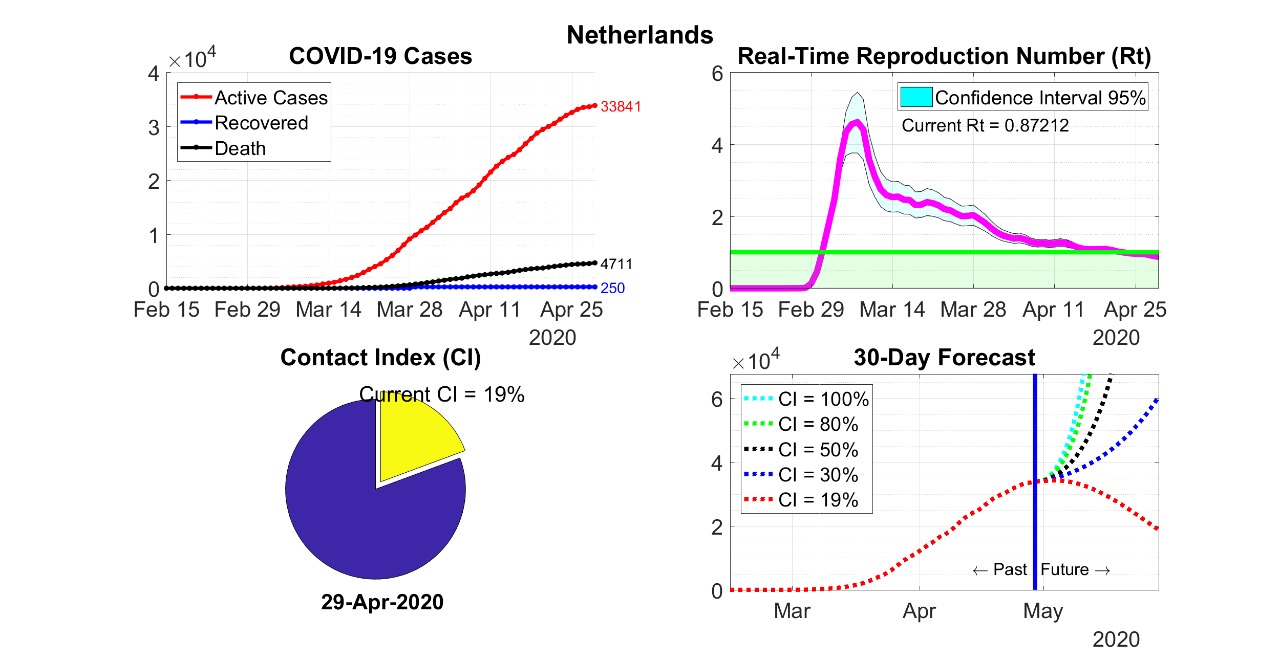 Netherlands
COVID-19 Cases
×10⁴
4
3
2
1
0
Active Cases
Recovered
Death
33841
4711
250
Feb 15 Feb 29 Mar 14 Mar 28 Apr 11 Apr 25
2020
Real-Time Reproduction Number (Rt)
6
4
2
0
Confidence Interval 95%
Current Rt = 0.87212
Feb 15 Feb 29 Mar 14 Mar 28 Apr 11 Apr 25
2020
Contact Index (CI)
Current CI = 19%
29-Apr-2020
30-Day Forecast
×10⁴
6
4
2
0
CI = 100%
CI = 80%
CI = 50%
CI = 30%
CI = 19%
← Past Future →
Mar Apr May
2020